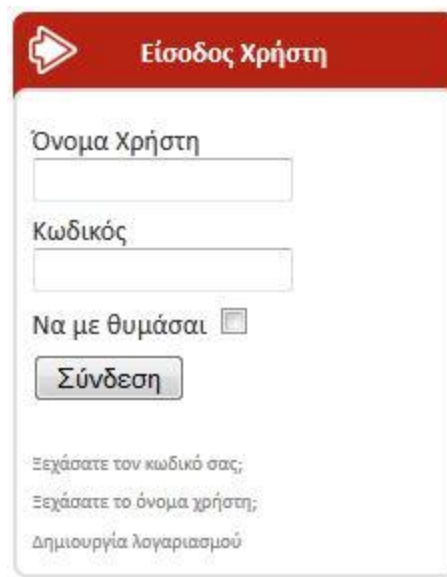 Είσοδος Χρήστη
Όνομα Χρήστη
Κωδικός
Να με θυμάσαι
Σύνδεση
Ξεχάσατε τον κωδικό σας;
Ξεχάσατε το όνομα χρήστη;
Δημιουργία λογαριασμού